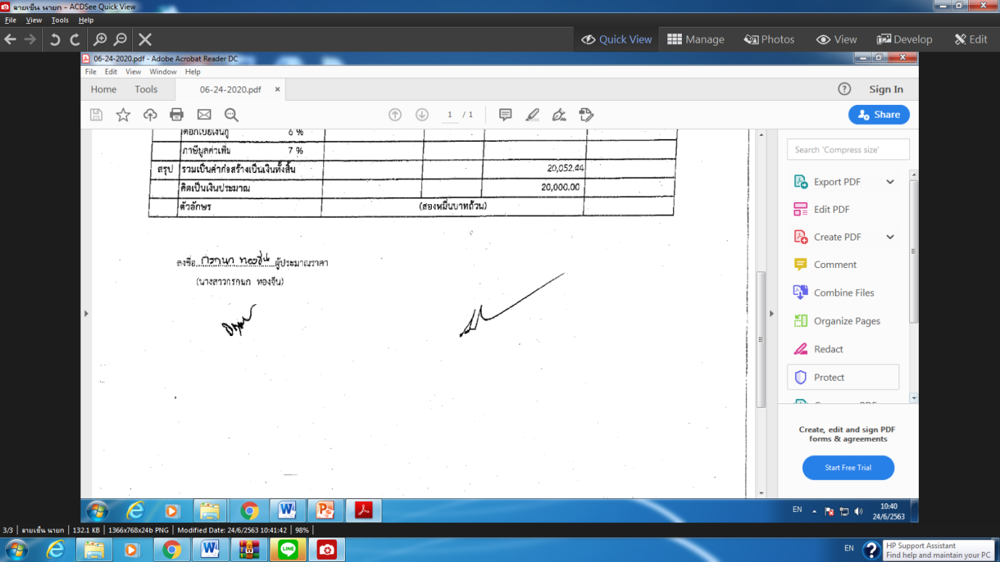 ลายเซ็น นายก - ACDSee Quick View
File View Tools Help
Quick View Manage Photos View Develop Edit
06-24-2020.pdf - Adobe Acrobat Reader DC
File Edit View Window Help
Home Tools 06-24-2020.pdf × ? Sign In
1 / 1 Share
ดอกเบี้ยเงินกู้ 6 %
ภาษีมูลค่าเพิ่ม 7 %
สรุป รวมเป็นค่าก่อสร้างเป็นเงินทั้งสิ้น 20,052.44
คิดเป็นเงินประมาณ 20,000.00
ตัวอักษร (สองหมื่นบาทถ้วน)
ลงชื่อ กรกนก ทองจีน ผู้ประมาณราคา
(นางสาวกรกนก ทองจีน)
Search 'Compress size'
Export PDF
Edit PDF
Create PDF
Comment
Combine Files
Organize Pages
Redact
Protect
Create, edit and sign PDF
forms & agreements
Start Free Trial
EN 10:40
24/6/2563
3/3 ลายเซ็น นายก 132.1 KB 1366x768x24b PNG Modified Date: 24/6/2563 10:41:42 98%
LINE
EN ? HP Support Assistant
Find help and maintain your PC